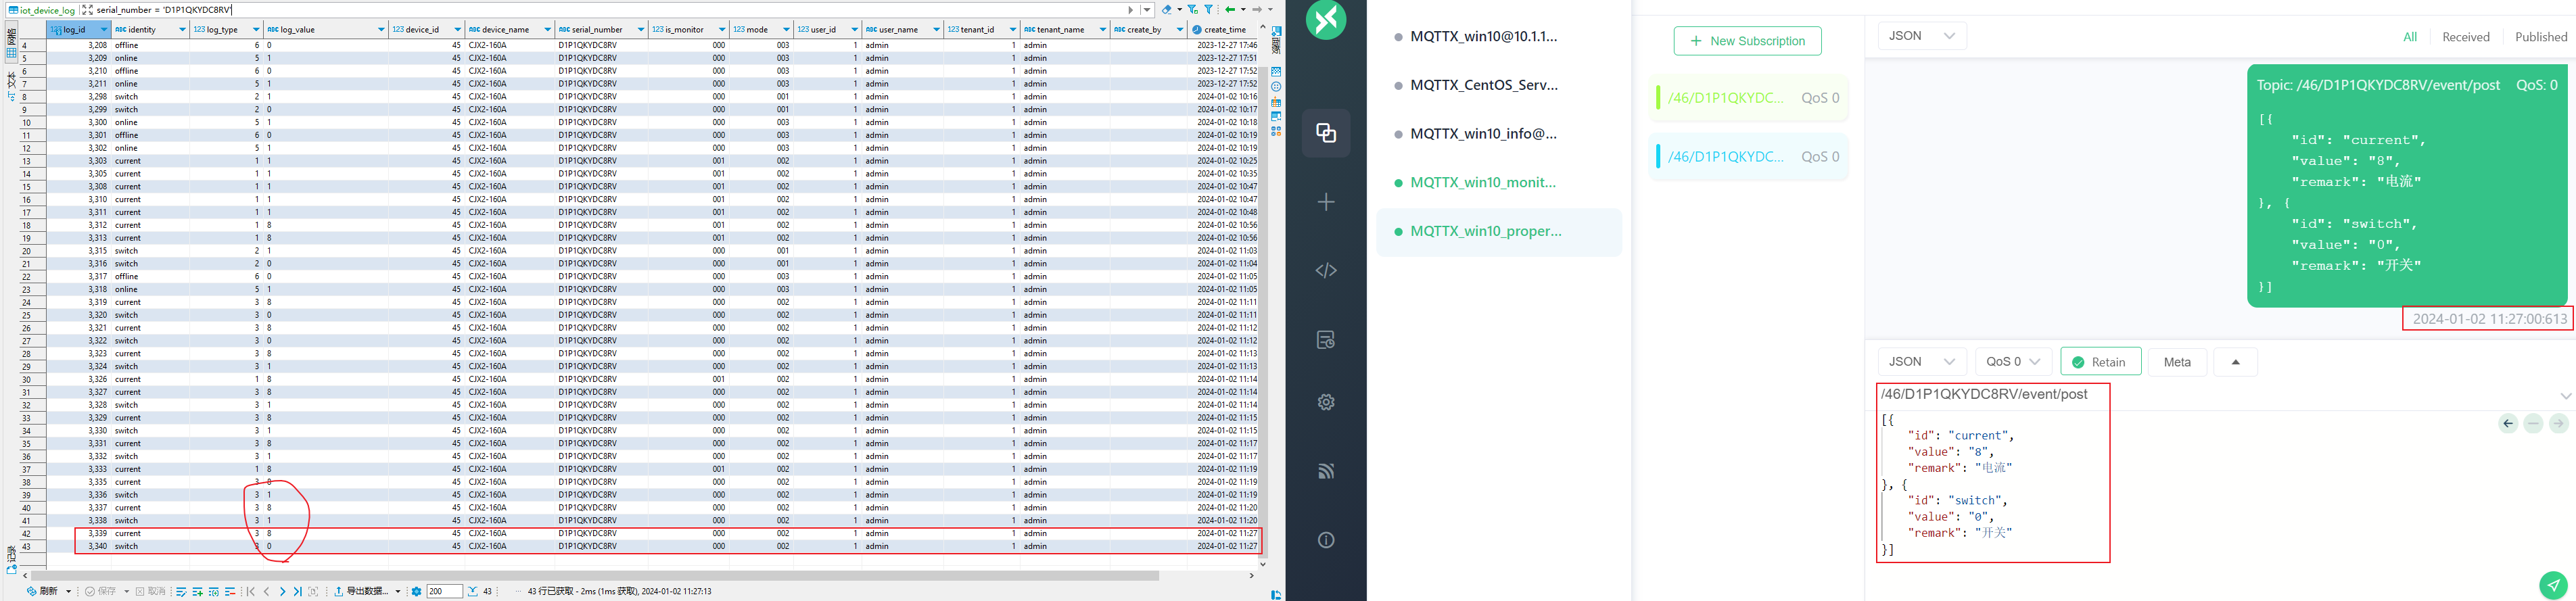 iot_device_log serial_number = 'D1P1QKYDC8RV'
123 log_id ABC identity 123 log_type ABC log_value 123 device_id ABC device_name ABC serial_number 123 is_monitor 123 mode 123 user_id ABC user_name 123 tenant_id ABC tenant_name ABC create_by create_time
4 3,208 offline 6 0 45 CJX2-160A D1P1QKYDC8RV 000 003 1 admin 1 admin 2023-12-27 17:46
5 3,209 online 5 1 45 CJX2-160A D1P1QKYDC8RV 000 003 1 admin 1 admin 2023-12-27 17:51
6 3,210 offline 6 0 45 CJX2-160A D1P1QKYDC8RV 000 003 1 admin 1 admin 2023-12-27 17:52
7 3,211 online 5 1 45 CJX2-160A D1P1QKYDC8RV 000 003 1 admin 1 admin 2023-12-27 17:52
8 3,298 switch 2 1 45 CJX2-160A D1P1QKYDC8RV 000 001 1 admin 1 admin 2024-01-02 10:16
9 3,299 switch 2 0 45 CJX2-160A D1P1QKYDC8RV 000 001 1 admin 1 admin 2024-01-02 10:17
10 3,300 online 5 1 45 CJX2-160A D1P1QKYDC8RV 000 003 1 admin 1 admin 2024-01-02 10:18
11 3,301 offline 6 0 45 CJX2-160A D1P1QKYDC8RV 000 003 1 admin 1 admin 2024-01-02 10:19
12 3,302 online 5 1 45 CJX2-160A D1P1QKYDC8RV 000 003 1 admin 1 admin 2024-01-02 10:19
13 3,303 current 1 1 45 CJX2-160A D1P1QKYDC8RV 001 002 1 admin 1 admin 2024-01-02 10:25
14 3,305 current 1 1 45 CJX2-160A D1P1QKYDC8RV 001 002 1 admin 1 admin 2024-01-02 10:35
15 3,308 current 1 1 45 CJX2-160A D1P1QKYDC8RV 001 002 1 admin 1 admin 2024-01-02 10:47
16 3,310 current 1 1 45 CJX2-160A D1P1QKYDC8RV 001 002 1 admin 1 admin 2024-01-02 10:47
17 3,311 current 1 1 45 CJX2-160A D1P1QKYDC8RV 001 002 1 admin 1 admin 2024-01-02 10:48
18 3,312 current 1 8 45 CJX2-160A D1P1QKYDC8RV 001 002 1 admin 1 admin 2024-01-02 10:56
19 3,313 current 1 8 45 CJX2-160A D1P1QKYDC8RV 001 002 1 admin 1 admin 2024-01-02 10:56
20 3,315 switch 2 1 45 CJX2-160A D1P1QKYDC8RV 000 001 1 admin 1 admin 2024-01-02 11:03
21 3,316 switch 2 0 45 CJX2-160A D1P1QKYDC8RV 000 001 1 admin 1 admin 2024-01-02 11:04
22 3,317 offline 6 0 45 CJX2-160A D1P1QKYDC8RV 000 003 1 admin 1 admin 2024-01-02 11:05
23 3,318 online 5 1 45 CJX2-160A D1P1QKYDC8RV 000 003 1 admin 1 admin 2024-01-02 11:05
24 3,319 current 3 8 45 CJX2-160A D1P1QKYDC8RV 000 002 1 admin 1 admin 2024-01-02 11:11
25 3,320 switch 3 0 45 CJX2-160A D1P1QKYDC8RV 000 002 1 admin 1 admin 2024-01-02 11:11
26 3,321 current 3 8 45 CJX2-160A D1P1QKYDC8RV 000 002 1 admin 1 admin 2024-01-02 11:12
27 3,322 switch 3 0 45 CJX2-160A D1P1QKYDC8RV 000 002 1 admin 1 admin 2024-01-02 11:12
28 3,323 current 3 8 45 CJX2-160A D1P1QKYDC8RV 000 002 1 admin 1 admin 2024-01-02 11:13
29 3,324 switch 3 1 45 CJX2-160A D1P1QKYDC8RV 000 002 1 admin 1 admin 2024-01-02 11:13
30 3,326 current 1 8 45 CJX2-160A D1P1QKYDC8RV 001 002 1 admin 1 admin 2024-01-02 11:14
31 3,327 current 3 8 45 CJX2-160A D1P1QKYDC8RV 000 002 1 admin 1 admin 2024-01-02 11:14
32 3,328 switch 3 1 45 CJX2-160A D1P1QKYDC8RV 000 002 1 admin 1 admin 2024-01-02 11:14
33 3,329 current 3 8 45 CJX2-160A D1P1QKYDC8RV 000 002 1 admin 1 admin 2024-01-02 11:15
34 3,330 switch 3 1 45 CJX2-160A D1P1QKYDC8RV 000 002 1 admin 1 admin 2024-01-02 11:15
35 3,331 current 3 8 45 CJX2-160A D1P1QKYDC8RV 000 002 1 admin 1 admin 2024-01-02 11:17
36 3,332 switch 3 1 45 CJX2-160A D1P1QKYDC8RV 000 002 1 admin 1 admin 2024-01-02 11:17
37 3,333 current 1 8 45 CJX2-160A D1P1QKYDC8RV 001 002 1 admin 1 admin 2024-01-02 11:19
38 3,335 current 3 8 45 CJX2-160A D1P1QKYDC8RV 000 002 1 admin 1 admin 2024-01-02 11:19
39 3,336 switch 3 1 45 CJX2-160A D1P1QKYDC8RV 000 002 1 admin 1 admin 2024-01-02 11:19
40 3,337 current 3 8 45 CJX2-160A D1P1QKYDC8RV 000 002 1 admin 1 admin 2024-01-02 11:20
41 3,338 switch 3 1 45 CJX2-160A D1P1QKYDC8RV 000 002 1 admin 1 admin 2024-01-02 11:20
42 3,339 current 3 8 45 CJX2-160A D1P1QKYDC8RV 000 002 1 admin 1 admin 2024-01-02 11:27
43 3,340 switch 3 0 45 CJX2-160A D1P1QKYDC8RV 000 002 1 admin 1 admin 2024-01-02 11:27
网格
文本
记录
刷新 保存 取消 导出数据... 200 43 43 行已获取 - 2ms (1ms 获取), 2024-01-02 11:27:13
MQTTX_win10@10.1.1...
MQTTX_CentOS_Serv...
MQTTX_win10_info@...
MQTTX_win10_monit...
MQTTX_win10_proper...
+ New Subscription
/46/D1P1QKYDC... QoS 0
/46/D1P1QKYDC... QoS 0
JSON All Received Published
Topic: /46/D1P1QKYDC8RV/event/post QoS: 0
[{
"id": "current",
"value": "8",
"remark": "电流"
}, {
"id": "switch",
"value": "0",
"remark": "开关"
}]
2024-01-02 11:27:00:613
JSON QoS 0 Retain Meta
/46/D1P1QKYDC8RV/event/post
[{
"id": "current",
"value": "8",
"remark": "电流"
}, {
"id": "switch",
"value": "0",
"remark": "开关"
}]